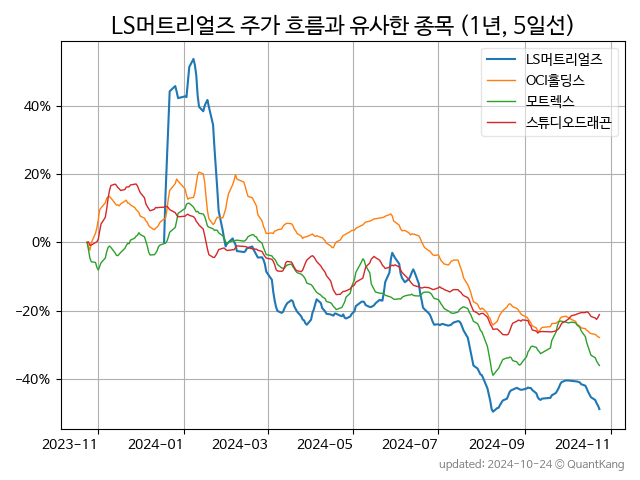 LS머트리얼즈 주가 흐름과 유사한 종목 (1년, 5일선)
LS머트리얼즈
OCI홀딩스
모트렉스
스튜디오드래곤
40%
20%
0%
−20%
−40%
2023−11
2024−01
2024−03
2024−05
2024−07
2024−09
2024−11
updated: 2024-10-24 © QuantKang